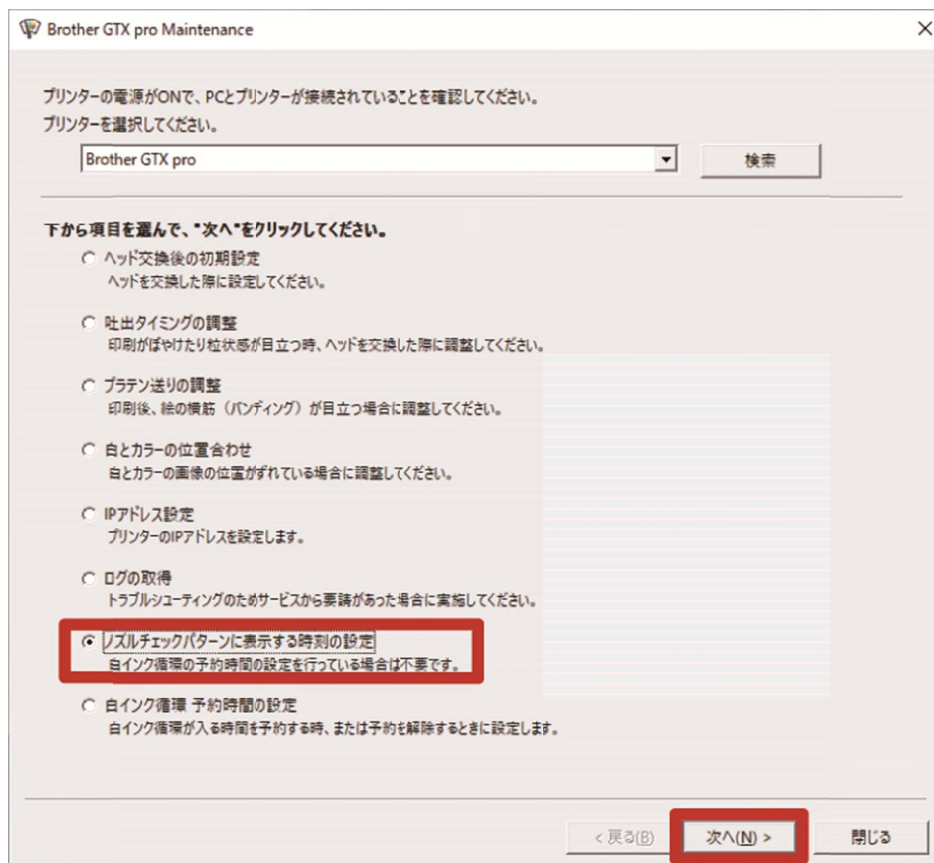 Brother GTX pro Maintenance
プリンターの電源がONで、PCとプリンターが接続されていることを確認してください。
プリンターを選択してください。
Brother GTX pro
検索
下から項目を選んで、"次へ"をクリックしてください。
ヘッド交換後の初期設定
ヘッドを交換した際に設定してください。
吐出タイミングの調整
印刷がぼやけたり粒状感が目立つ時、ヘッドを交換した際に調整してください。
プラテン送りの調整
印刷後、絵の横筋（バンディング）が目立つ場合に調整してください。
白とカラーの位置合わせ
白とカラーの画像の位置がずれている場合に調整してください。
IPアドレス設定
プリンターのIPアドレスを設定します。
ログの取得
トラブルシューティングのためサービスから要請があった場合に実施してください。
ノズルチェックパターンに表示する時刻の設定
白インク循環の予約時間の設定を行っている場合は不要です。
白インク循環 予約時間の設定
白インク循環が入る時間を予約する時、または予約を解除するときに設定します。
< 戻る(B)
次へ(N) >
閉じる